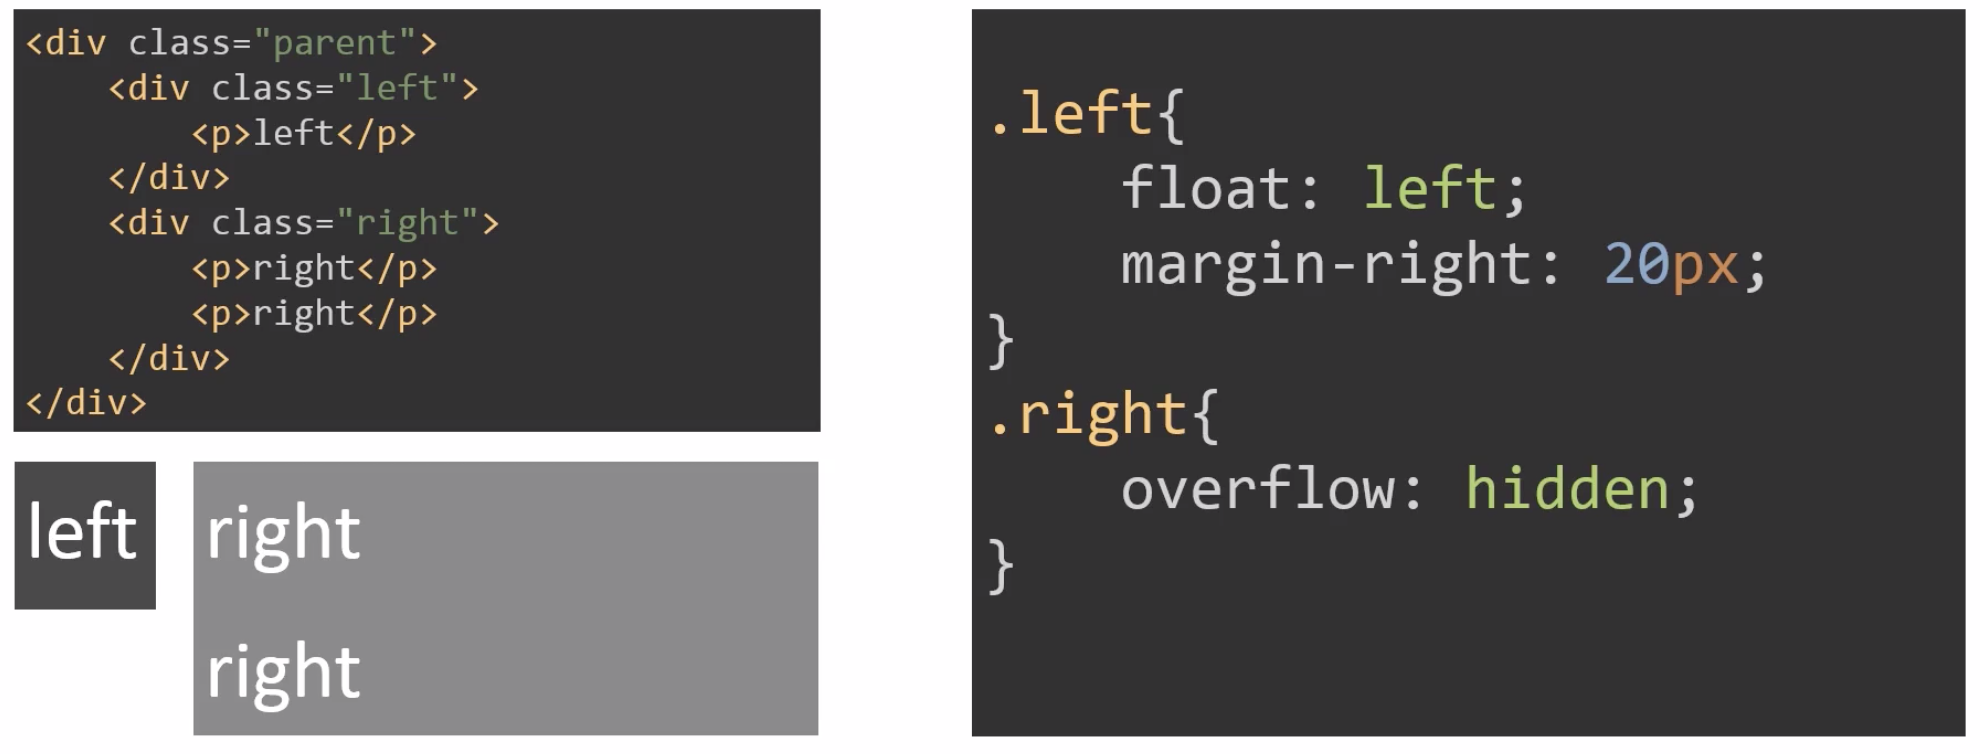 <div class="parent">
    <div class="left">
        <p>left</p>
    </div>
    <div class="right">
        <p>right</p>
        <p>right</p>
    </div>
</div>
left
right
right
.left{
    float: left;
    margin-right: 20px;
}
.right{
    overflow: hidden;
}